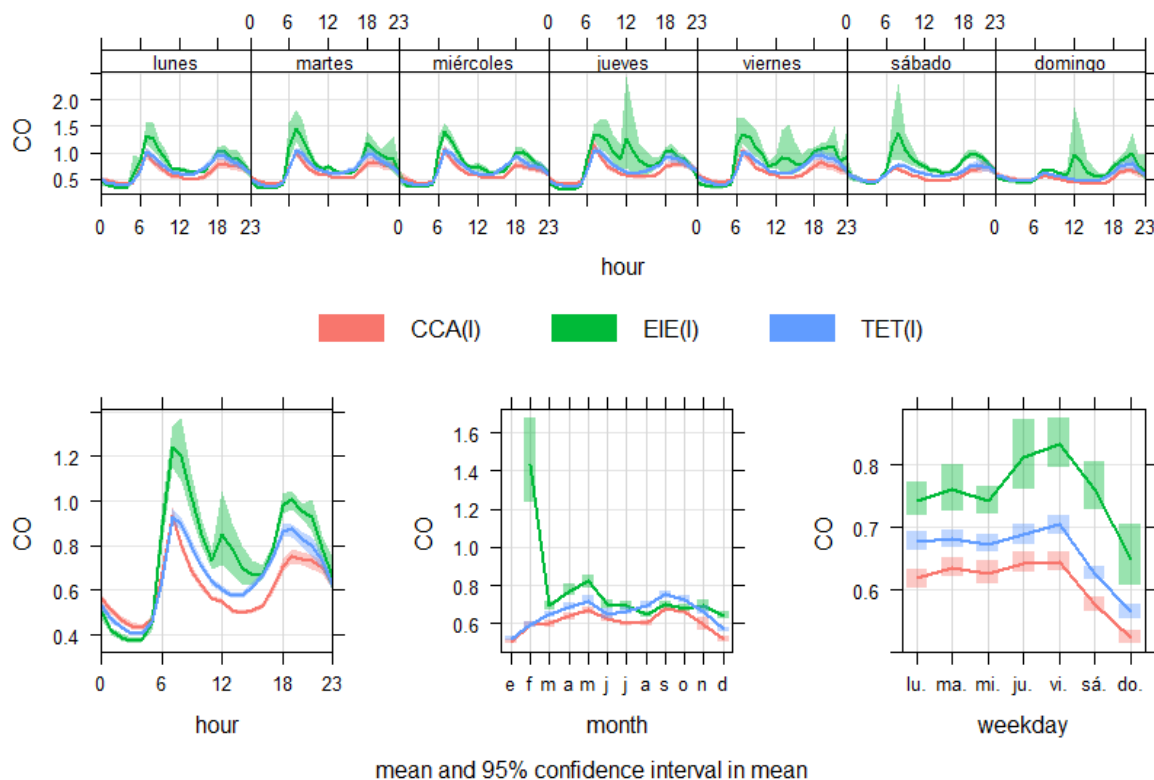 0 6 12 18 23 0 6 12 18 23 0 6 12 18 23
lunes martes miércoles jueves viernes sábado domingo
CO
2.0
1.5
1.0
0.5
0 6 12 18 23 0 6 12 18 23 0 6 12 18 23 0 6 12 18 23
hour
CCA(I) EIE(I) TET(I)
CO
1.2
1.0
0.8
0.6
0.4
0 6 12 18 23
hour
CO
1.6
1.4
1.2
1.0
0.8
0.6
e f m a m j j a s o n d
month
CO
0.8
0.7
0.6
lu. ma. mi. ju. vi. sá. do.
weekday
mean and 95% confidence interval in mean